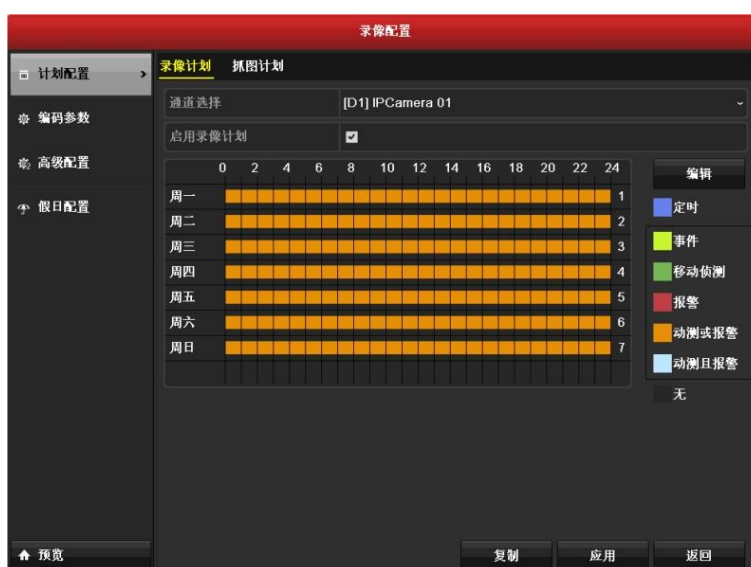 录像配置
计划配置 >
录像计划 抓图计划
通道选择 [D1] IPCamera 01
编码参数
启用录像计划
高级配置
0 2 4 6 8 10 12 14 16 18 20 22 24
编辑
周一 1
假日配置
定时
周二 2
周三 3
事件
周四 4
移动侦测
周五 5
报警
周六 6
动测或报警
周日 7
动测且报警
无
预览
复制 应用 返回